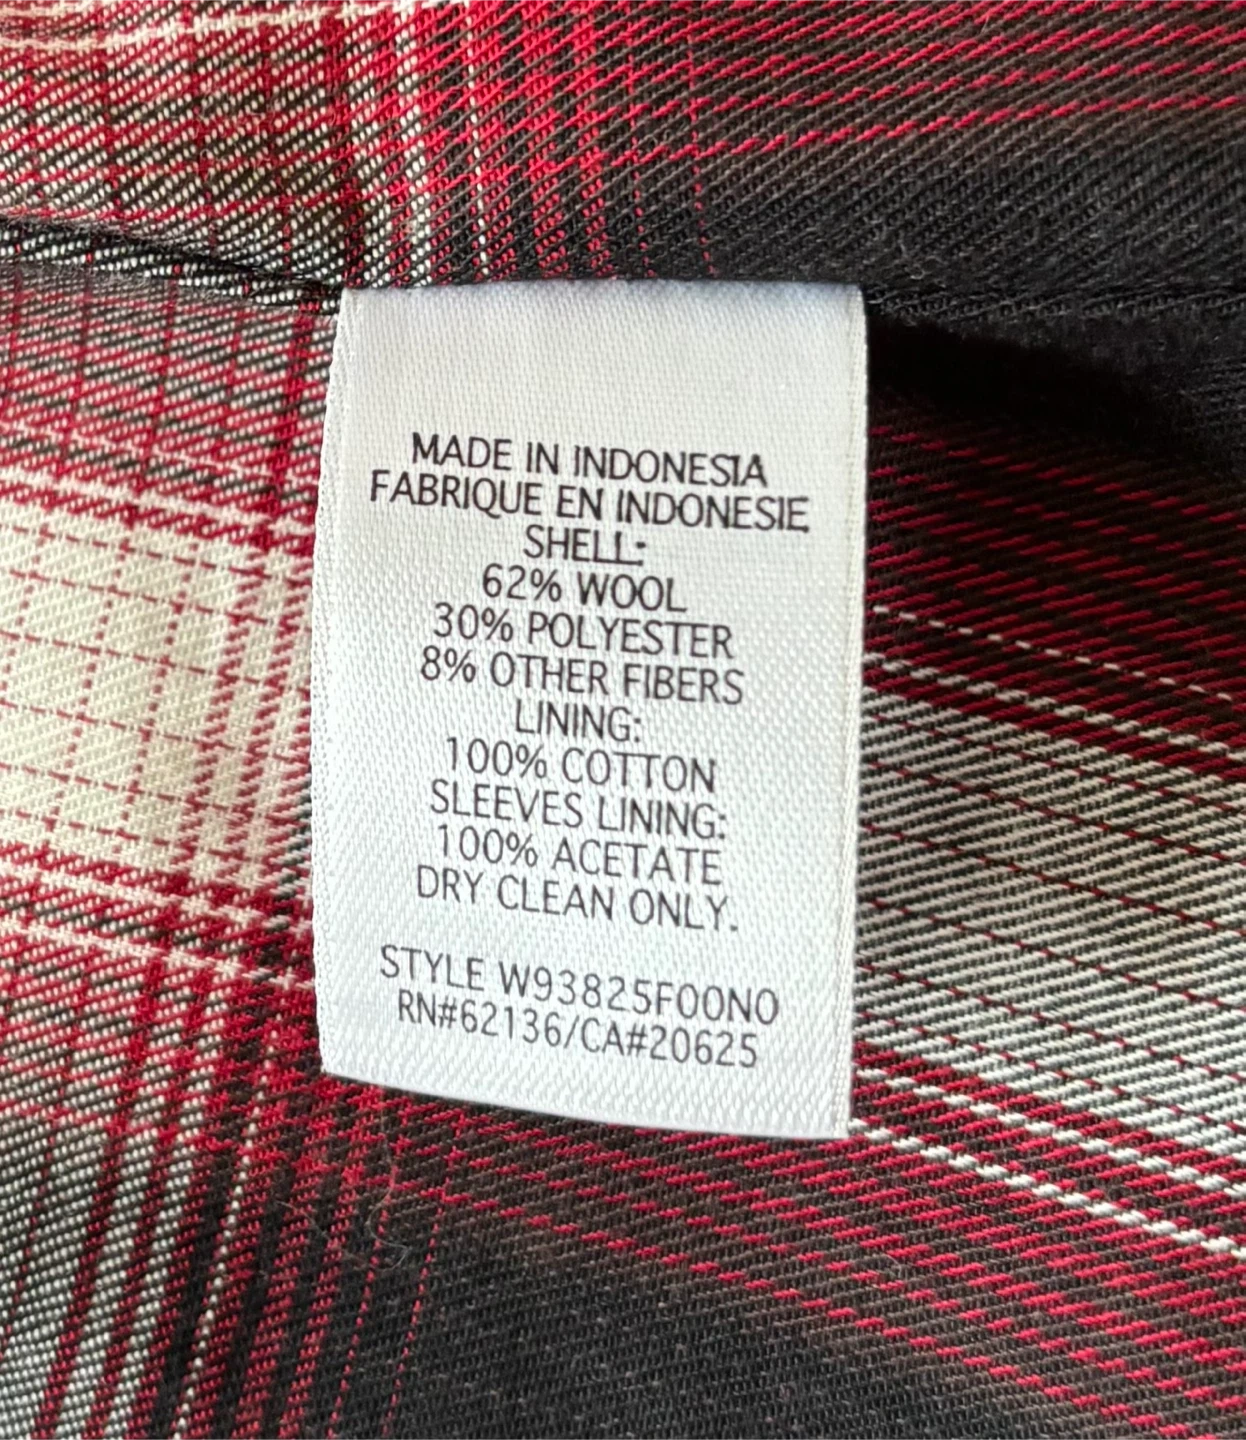 MADE IN INDONESIA
FABRIQUE EN INDONESIE
SHELL:
62% WOOL
30% POLYESTER
8% OTHER FIBERS
LINING:
100% COTTON
SLEEVES LINING:
100% ACETATE
DRY CLEAN ONLY.
STYLE W93825F00N0
RN#62136/CA#20625